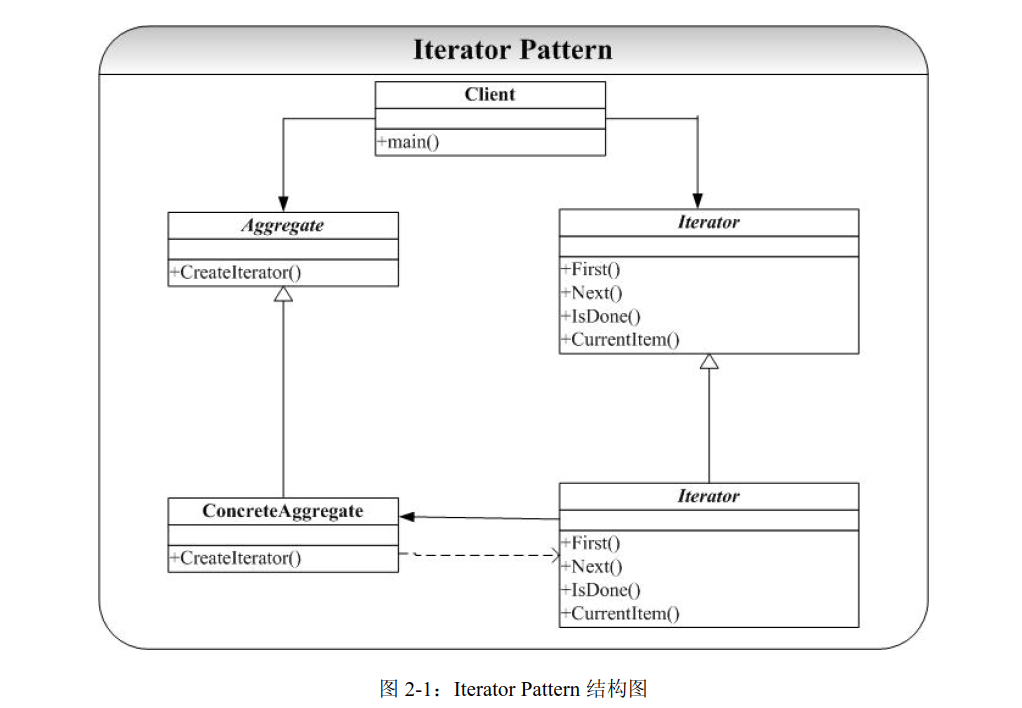 Iterator Pattern
Client
+main()
Aggregate
+CreateIterator()
Iterator
+First()
+Next()
+IsDone()
+CurrentItem()
ConcreteAggregate
+CreateIterator()
Iterator
+First()
+Next()
+IsDone()
+CurrentItem()
图 2-1：Iterator Pattern 结构图